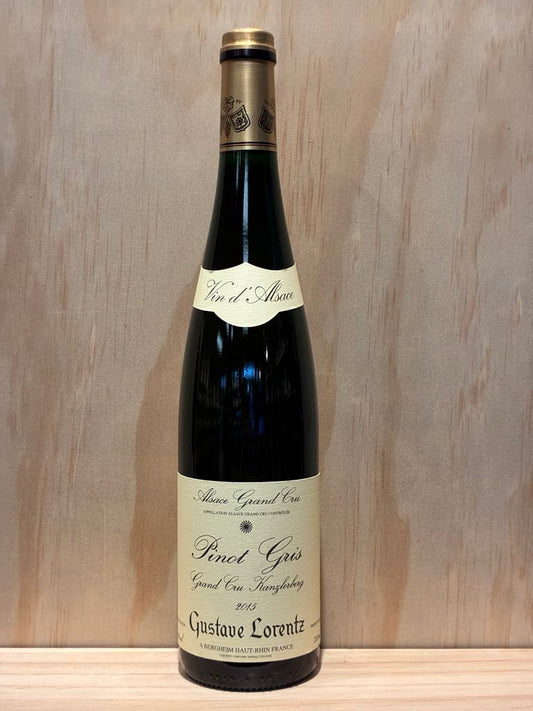 Vin d'Alsace
Alsace Grand Cru
APPELLATION ALSACE GRAND CRU CONTRÔLÉE
Pinot Gris
Grand Cru Kanzlerberg
2015
Gustave Lorentz
A BERGHEIM HAUT-RHIN FRANCE